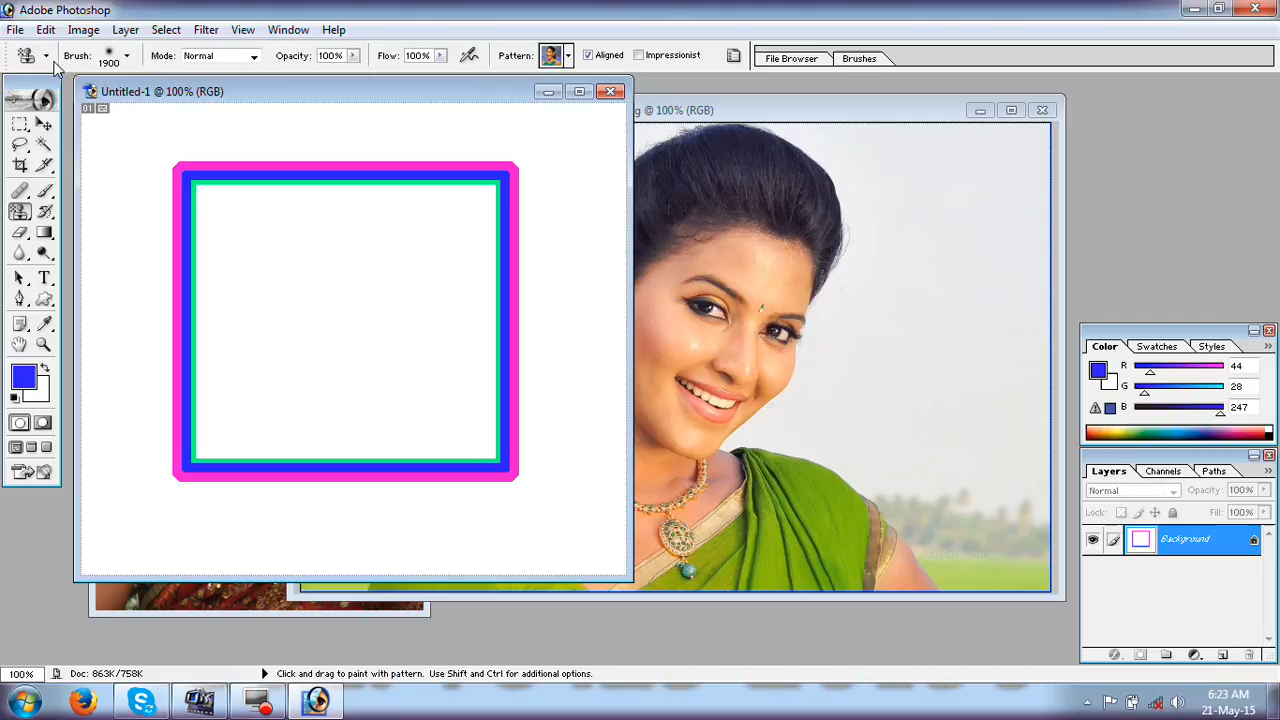 Adobe Photoshop
File Edit Image Layer Select Filter View Window Help
Brush: 1900 Mode: Normal Opacity: 100% Flow: 100% Pattern: Aligned Impressionist File Browser Brushes
Untitled-1 @ 100% (RGB)
g @ 100% (RGB)
01
T
Color Swatches Styles
R 44
G 28
B 247
Layers Channels Paths
Normal Opacity: 100%
Lock: Fill: 100%
Background
100% Doc: 863K/758K Click and drag to paint with pattern. Use Shift and Ctrl for additional options.
6:23 AM
21-May-15